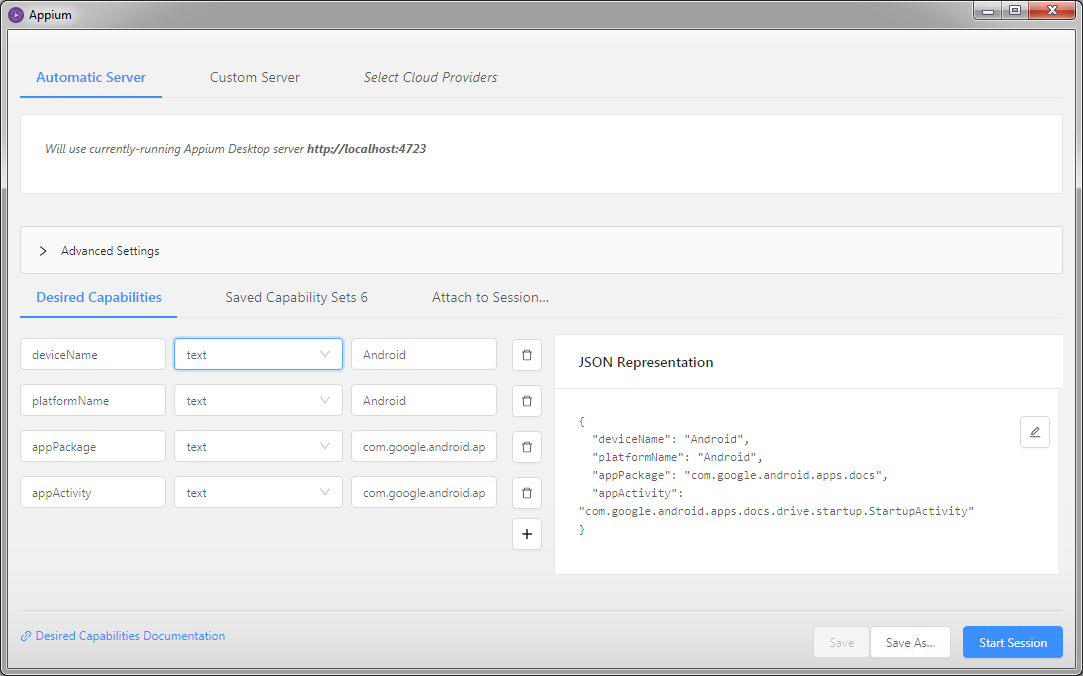 Appium
Automatic Server Custom Server Select Cloud Providers
Will use currently-running Appium Desktop server http://localhost:4723
Advanced Settings
Desired Capabilities Saved Capability Sets 6 Attach to Session...
deviceName text Android
platformName text Android
appPackage text com.google.android.ap
appActivity text com.google.android.ap
JSON Representation
{
"deviceName": "Android",
"platformName": "Android",
"appPackage": "com.google.android.apps.docs",
"appActivity":
"com.google.android.apps.docs.drive.startup.StartupActivity"
}
Desired Capabilities Documentation
Save Save As... Start Session